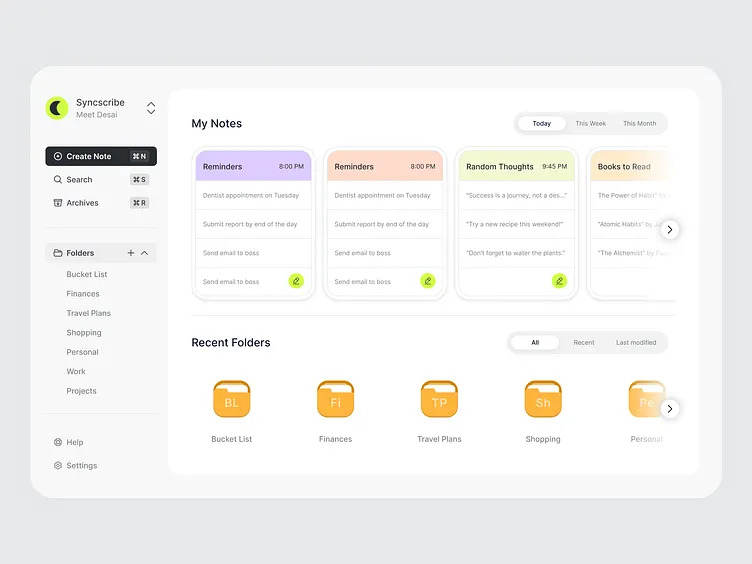 Syncscribe
Meet Desai
Create Note ⌘ N
Search ⌘ S
Archives ⌘ R
Folders
Bucket List
Finances
Travel Plans
Shopping
Personal
Work
Projects
Help
Settings
My Notes
Today This Week This Month
Reminders 8:00 PM
Dentist appointment on Tuesday
Submit report by end of the day
Send email to boss
Send email to boss
Reminders 8:00 PM
Dentist appointment on Tuesday
Submit report by end of the day
Send email to boss
Send email to boss
Random Thoughts 9:45 PM
"Success is a journey, not a des..."
"Try a new recipe this weekend!"
"Don't forget to water the plants."
Books to Read
The Power of Habit" by
"Atomic Habits" by
"The Alchemist" by
Recent Folders
All Recent Last modified
BL
Bucket List
Fi
Finances
TP
Travel Plans
Sh
Shopping
Pe
Personal